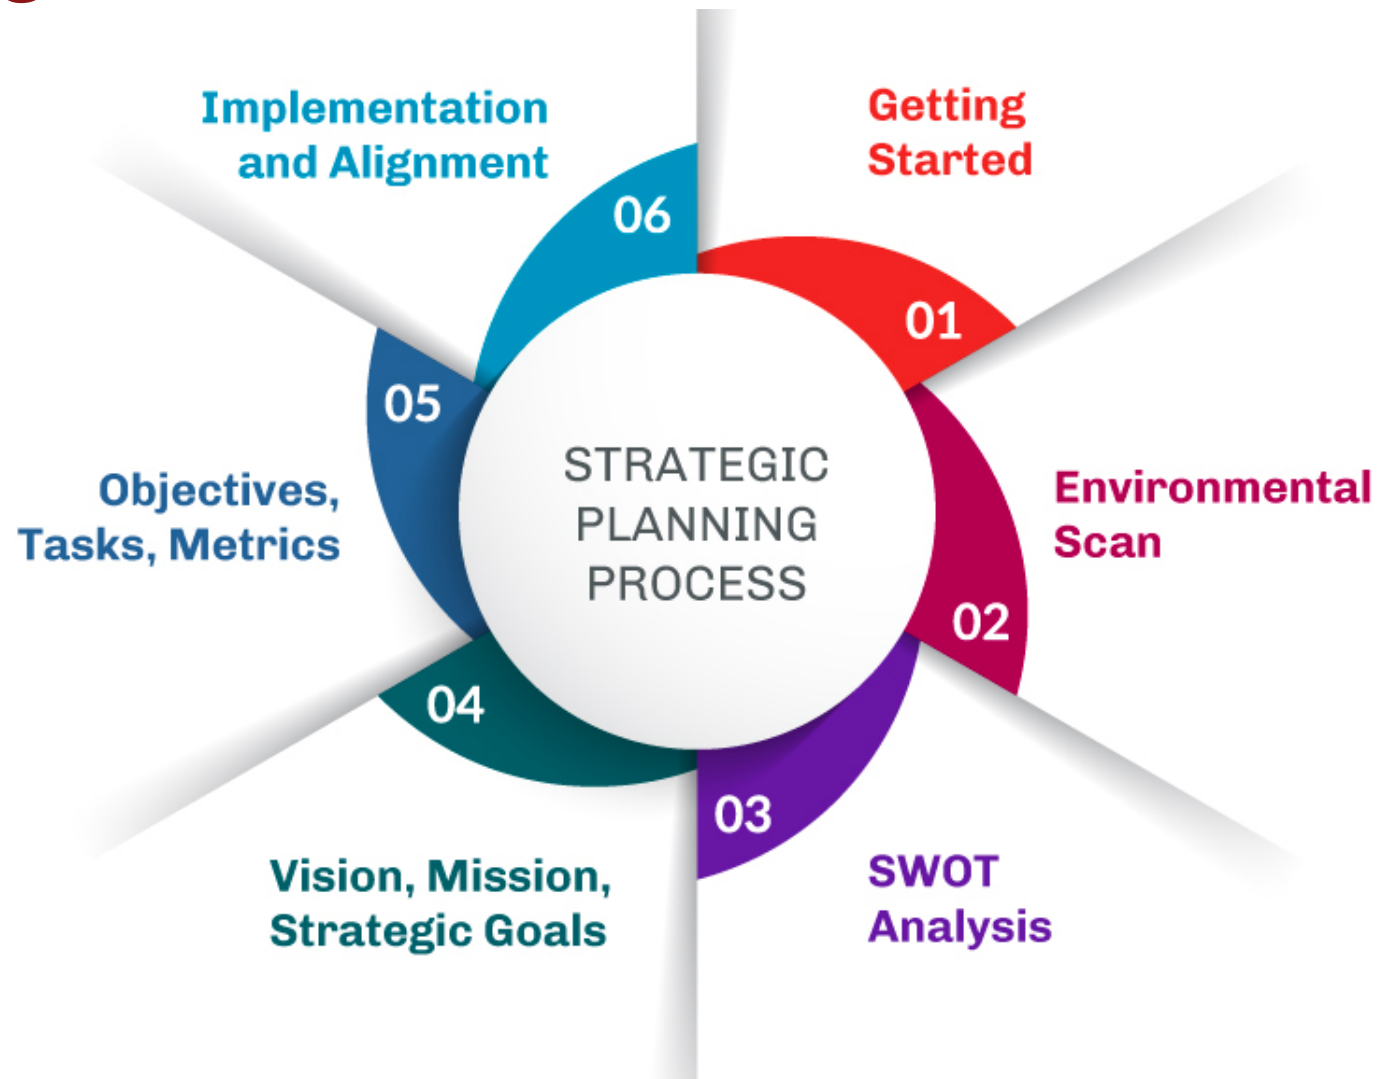 STRATEGIC
PLANNING
PROCESS
Getting
Started
01
Environmental
Scan
02
SWOT
Analysis
03
Vision, Mission,
Strategic Goals
04
Objectives,
Tasks, Metrics
05
Implementation
and Alignment
06